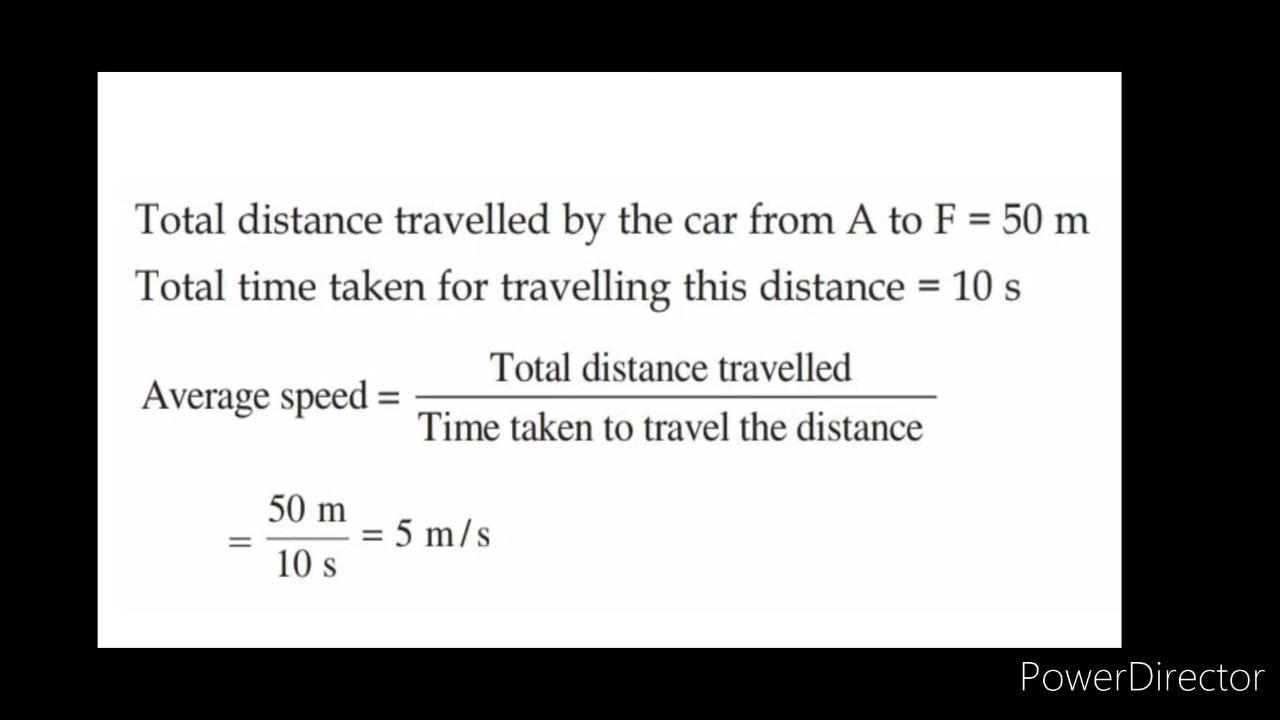 Total distance travelled by the car from A to F = 50 m
Total time taken for travelling this distance = 10 s
Average speed = Total distance travelled / Time taken to travel the distance
= 50 m / 10 s = 5 m/s
PowerDirector